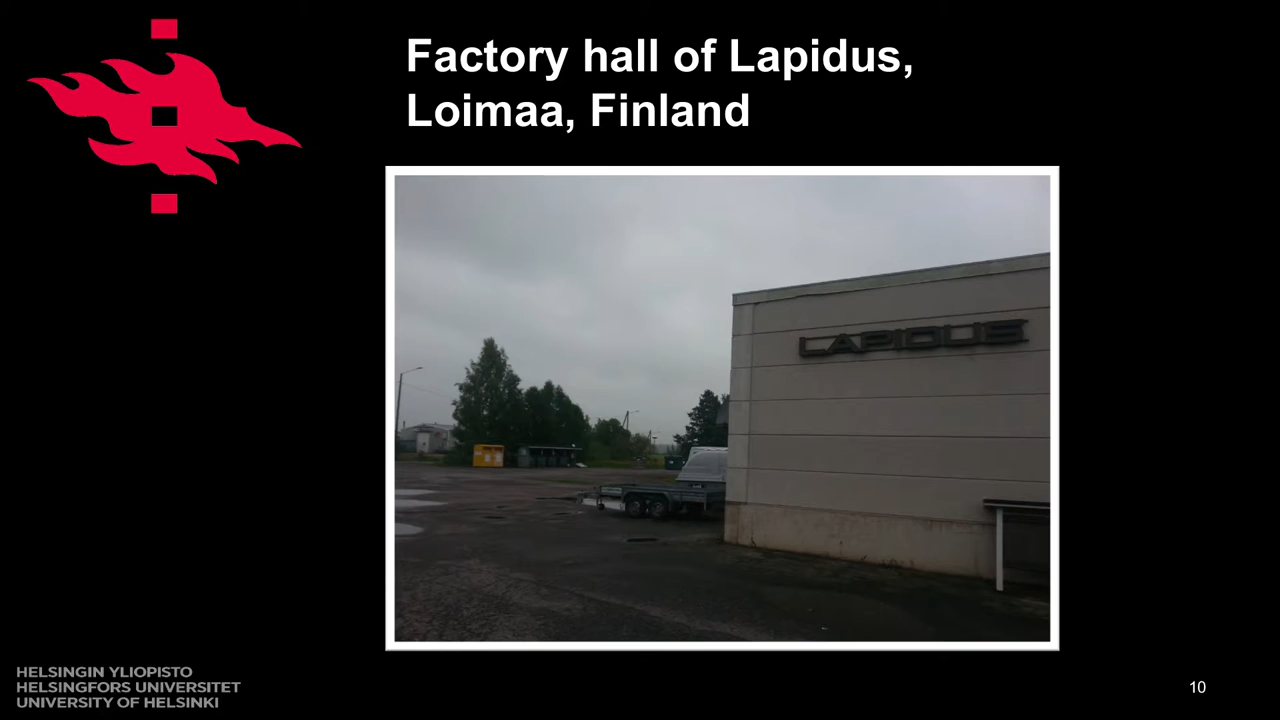 Factory hall of Lapidus,
Loimaa, Finland
LAPIDUS
HELSINGIN YLIOPISTO
HELSINGFORS UNIVERSITET
UNIVERSITY OF HELSINKI
10